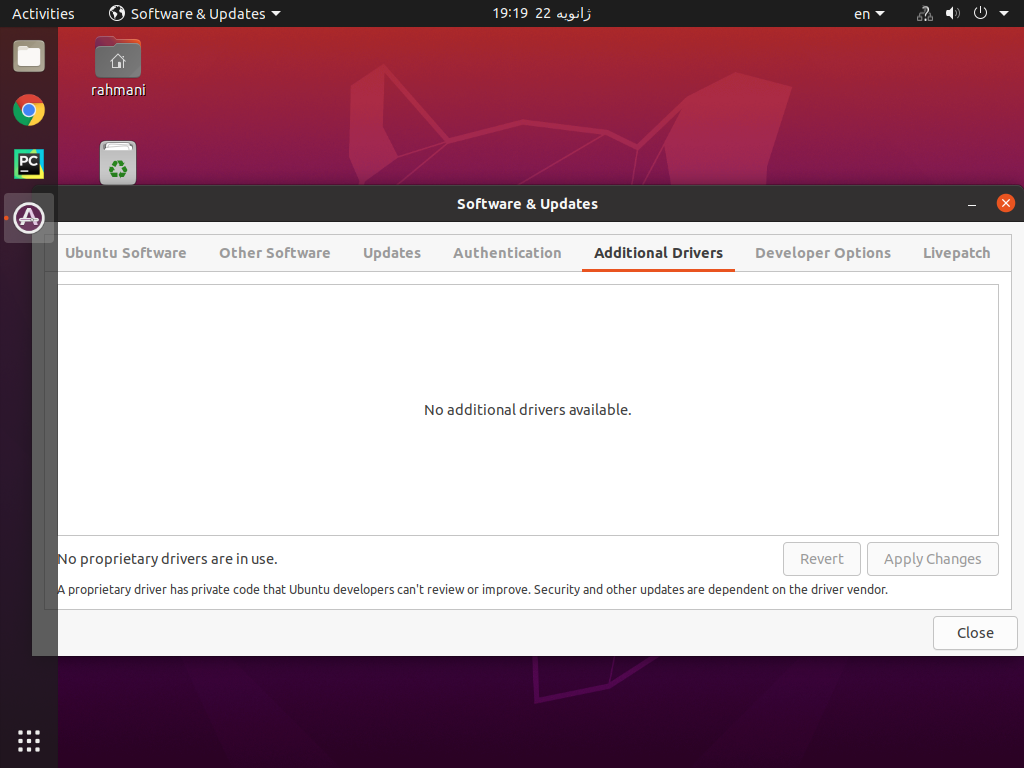 Activities
Software & Updates
19:19 22 ژانویه
en
rahmani
PC
Software & Updates
Ubuntu Software
Other Software
Updates
Authentication
Additional Drivers
Developer Options
Livepatch
No additional drivers available.
No proprietary drivers are in use.
Revert
Apply Changes
A proprietary driver has private code that Ubuntu developers can't review or improve. Security and other updates are dependent on the driver vendor.
Close